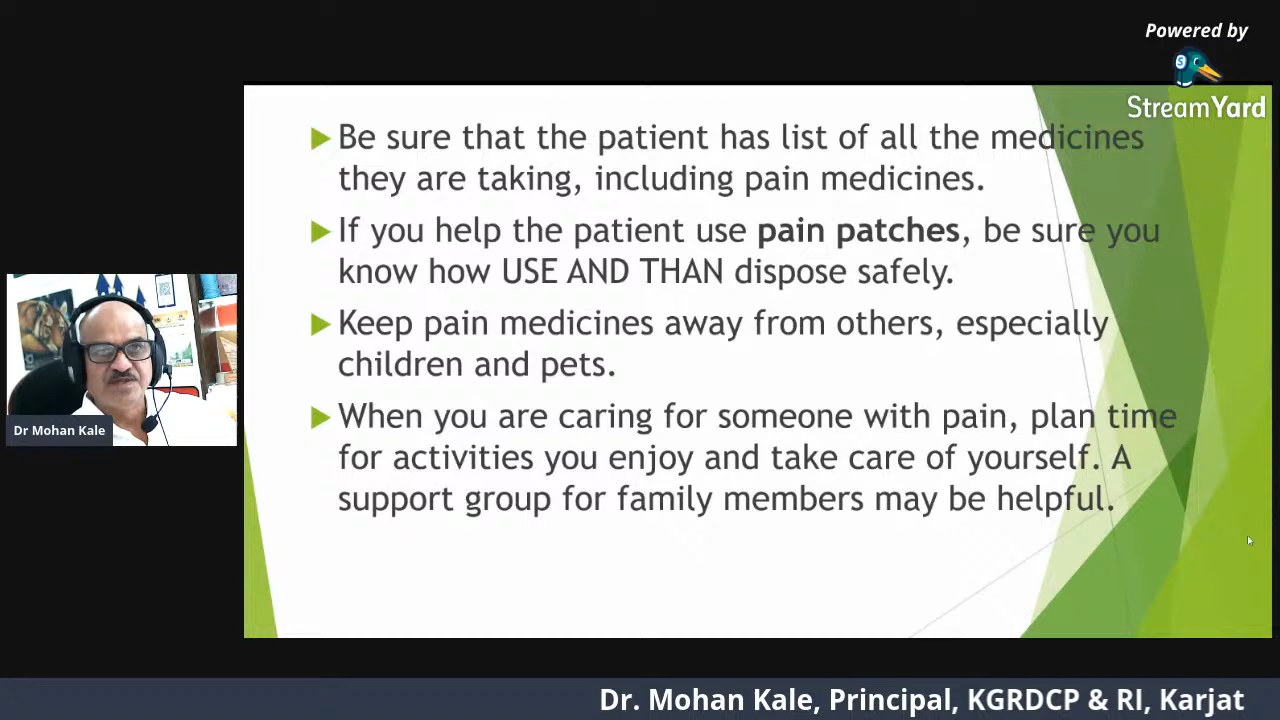 Powered by
StreamYard
Be sure that the patient has list of all the medicines
they are taking, including pain medicines.
If you help the patient use pain patches, be sure you
know how USE AND THAN dispose safely.
Keep pain medicines away from others, especially
children and pets.
When you are caring for someone with pain, plan time
for activities you enjoy and take care of yourself. A
support group for family members may be helpful.
Dr Mohan Kale
Dr. Mohan Kale, Principal, KGRDCP & RI, Karjat